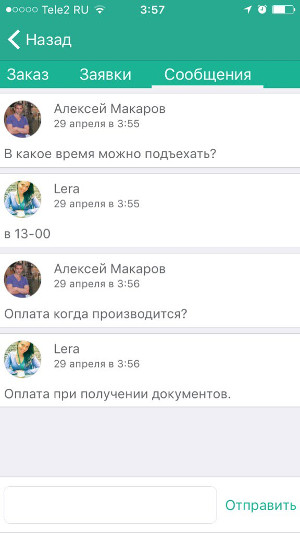 Tele2 RU 3:57
Назад
Заказ Заявки Сообщения
Алексей Макаров
29 апреля в 3:55
В какое время можно подъехать?
Lera
29 апреля в 3:55
в 13-00
Алексей Макаров
29 апреля в 3:56
Оплата когда производится?
Lera
29 апреля в 3:56
Оплата при получении документов.
Отправить